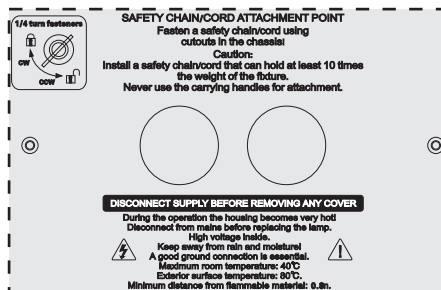 1/4 turn fasteners
CW
CCW
SAFETY CHAIN/CORD ATTACHMENT POINT
Fasten a safety chain/cord using
cutouts in the chassis!
Caution:
Install a safety chain/cord that can hold at least 10 times
the weight of the fixture.
Never use the carrying handles for attachment.
DISCONNECT SUPPLY BEFORE REMOVING ANY COVER
During the operation the housing becomes very hot!
Disconnect from mains before replacing the lamp.
High voltage inside.
Keep away from rain and moisture!
A good ground connection is essential.
Maximum room temperature: 40°C
Exterior surface temperature: 80°C.
Minimum distance from flammable material: 0.8m.